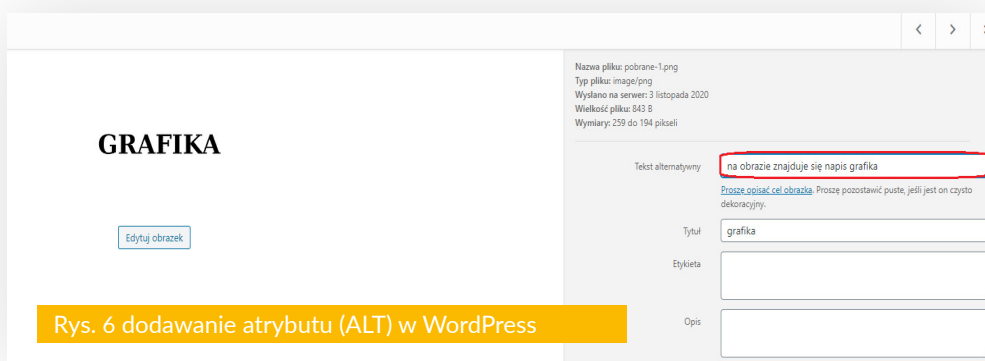 Nazwa pliku: pobrane-1.png
Typ pliku: image/png
Wysłano na serwer: 3 listopada 2020
Wielkość pliku: 843 B
Wymiary: 259 do 194 pikseli
GRAFIKA
Tekst alternatywny
na obrazie znajduje się napis grafika
Proszę opisać cel obrazka. Proszę pozostawić puste, jeśli jest on czysto
dekoracyjny.
Edytuj obrazek
Tytuł
grafika
Etykieta
Opis
Rys. 6 dodawanie atrybutu (ALT) w WordPress